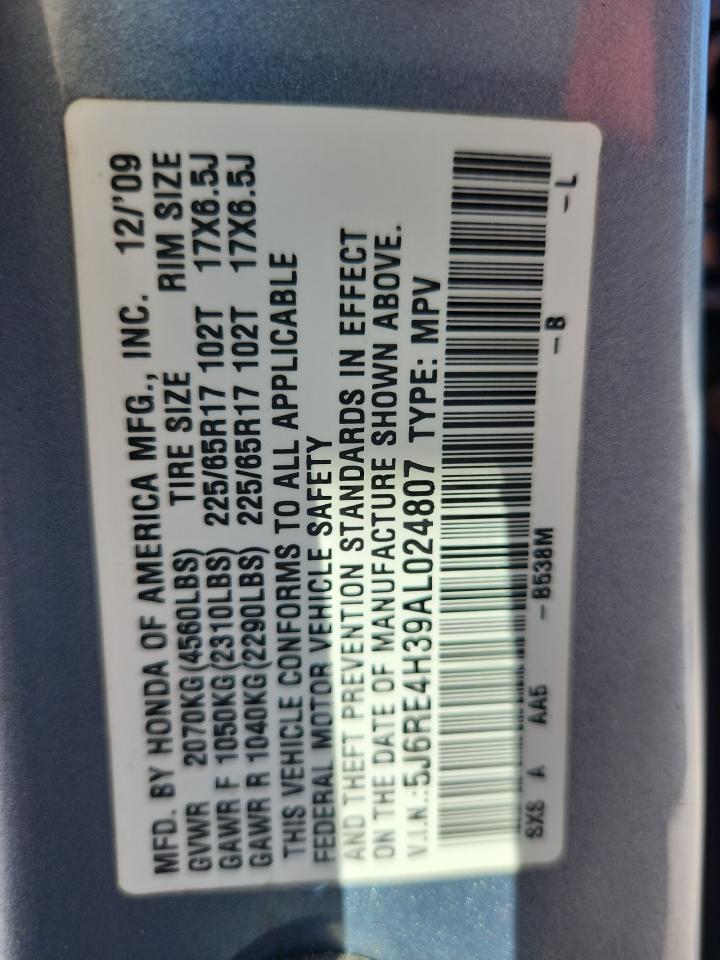 MFD. BY HONDA OF AMERICA MFG., INC. 12/'09
GVWR 2070KG(4560LBS) TIRE SIZE RIM SIZE
GAWR F 1050KG(2310LBS) 225/65R17 102T 17X6.5J
GAWR R 1040KG(2290LBS) 225/65R17 102T 17X6.5J
THIS VEHICLE CONFORMS TO ALL APPLICABLE
FEDERAL MOTOR VEHICLE SAFETY
AND THEFT PREVENTION STANDARDS IN EFFECT
ON THE DATE OF MANUFACTURE SHOWN ABOVE.
V.I.N.:5J6RE4H39AL024807 TYPE: MPV
SXS A AA5 -B538M -B -L